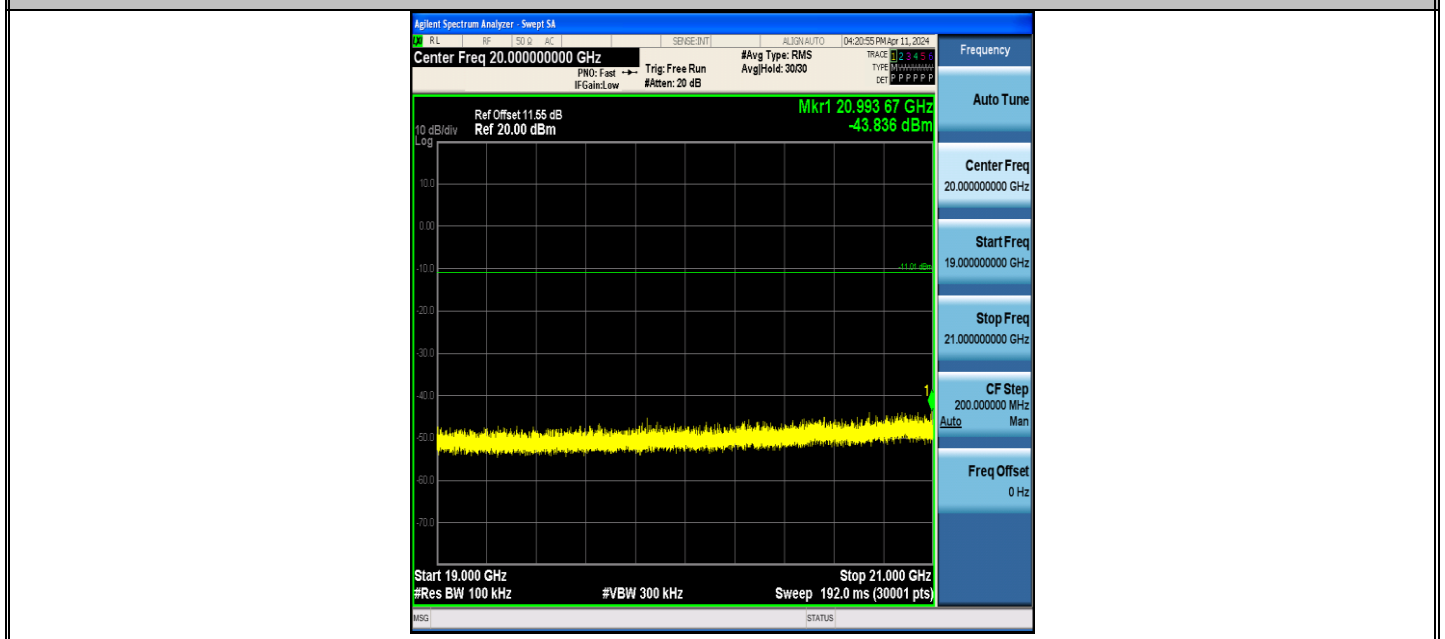 Agilent Spectrum Analyzer - Swept SA
RL RF 50 Ω AC SENSE:INT ALIGN AUTO 04:20:55 PM Apr 11, 2024
Center Freq 20.000000000 GHz
PNO: Fast
IFGain:Low
Trig: Free Run
#Atten: 20 dB
#Avg Type: RMS
Avg|Hold: 30/30
TRACE 1 2 3 4 5 6
TYPE M
DET P P P P P P
Mkr1 20.993 67 GHz
-43.836 dBm
Ref Offset 11.55 dB
10 dB/div Ref 20.00 dBm
Log
10.0
0.00
-10.0
-11.01 dBm
-20.0
-30.0
-40.0
1
-50.0
-60.0
-70.0
Start 19.000 GHz Stop 21.000 GHz
#Res BW 100 kHz #VBW 300 kHz Sweep 192.0 ms (30001 pts)
MSG STATUS
Frequency
Auto Tune
Center Freq
20.000000000 GHz
Start Freq
19.000000000 GHz
Stop Freq
21.000000000 GHz
CF Step
200.000000 MHz
Auto Man
Freq Offset
0 Hz